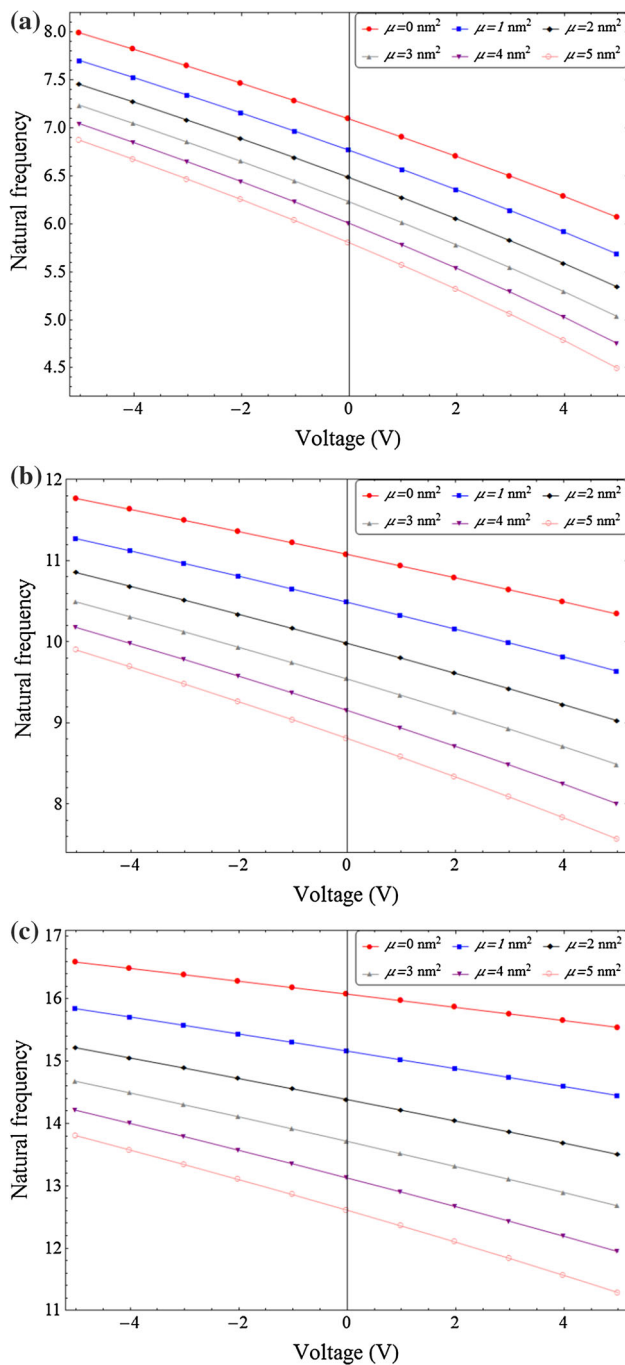 (a)
μ=0 nm² μ=1 nm² μ=2 nm²
μ=3 nm² μ=4 nm² μ=5 nm²
8.0
7.5
7.0
6.5
6.0
5.5
5.0
4.5
Natural frequency
−4 −2 0 2 4
Voltage (V)
(b)
μ=0 nm² μ=1 nm² μ=2 nm²
μ=3 nm² μ=4 nm² μ=5 nm²
12
11
10
9
8
Natural frequency
−4 −2 0 2 4
Voltage (V)
(c)
μ=0 nm² μ=1 nm² μ=2 nm²
μ=3 nm² μ=4 nm² μ=5 nm²
17
16
15
14
13
12
11
Natural frequency
−4 −2 0 2 4
Voltage (V)